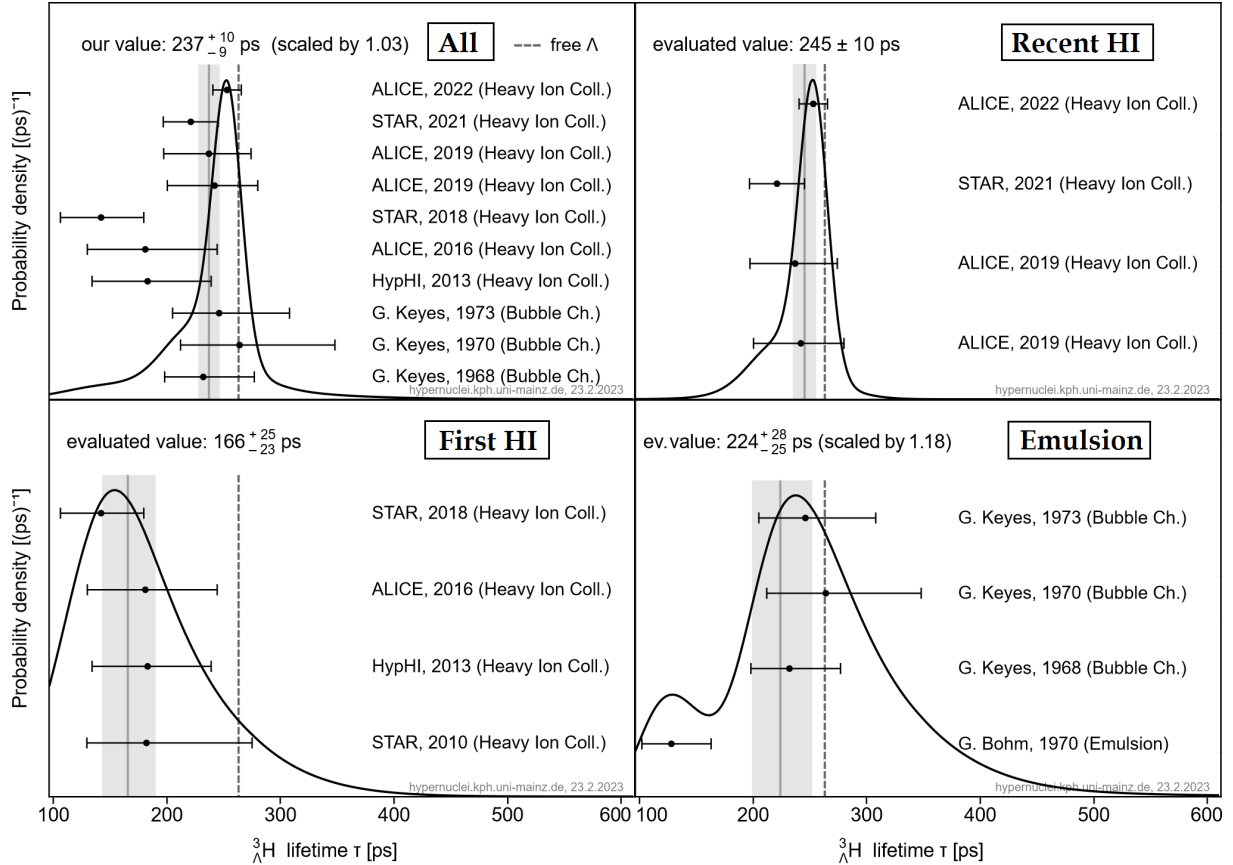 our value: 237 +10 −9 ps (scaled by 1.03)
All
free Λ
ALICE, 2022 (Heavy Ion Coll.)
STAR, 2021 (Heavy Ion Coll.)
ALICE, 2019 (Heavy Ion Coll.)
ALICE, 2019 (Heavy Ion Coll.)
STAR, 2018 (Heavy Ion Coll.)
ALICE, 2016 (Heavy Ion Coll.)
HypHI, 2013 (Heavy Ion Coll.)
G. Keyes, 1973 (Bubble Ch.)
G. Keyes, 1970 (Bubble Ch.)
G. Keyes, 1968 (Bubble Ch.)
hypernuclei.kph.uni-mainz.de, 23.2.2023
Probability density [(ps)⁻¹]
evaluated value: 245 ± 10 ps
Recent HI
ALICE, 2022 (Heavy Ion Coll.)
STAR, 2021 (Heavy Ion Coll.)
ALICE, 2019 (Heavy Ion Coll.)
ALICE, 2019 (Heavy Ion Coll.)
hypernuclei.kph.uni-mainz.de, 23.2.2023
evaluated value: 166 +25 −23 ps
First HI
STAR, 2018 (Heavy Ion Coll.)
ALICE, 2016 (Heavy Ion Coll.)
HypHI, 2013 (Heavy Ion Coll.)
STAR, 2010 (Heavy Ion Coll.)
hypernuclei.kph.uni-mainz.de, 23.2.2023
Probability density [(ps)⁻¹]
100 200 300 400 500 600
³ΛH lifetime τ [ps]
ev.value: 224 +28 −25 ps (scaled by 1.18)
Emulsion
G. Keyes, 1973 (Bubble Ch.)
G. Keyes, 1970 (Bubble Ch.)
G. Keyes, 1968 (Bubble Ch.)
G. Bohm, 1970 (Emulsion)
hypernuclei.kph.uni-mainz.de, 23.2.2023
100 200 300 400 500 600
³ΛH lifetime τ [ps]